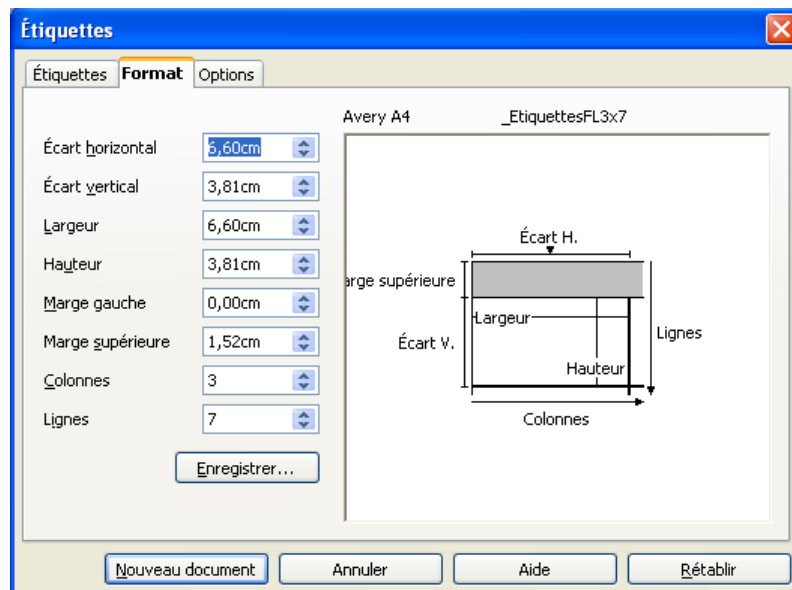 Étiquettes
Étiquettes Format Options
Avery A4 _EtiquettesFL3x7
Écart horizontal 6,60cm
Écart vertical 3,81cm
Largeur 6,60cm
Hauteur 3,81cm
Marge gauche 0,00cm
Marge supérieure 1,52cm
Colonnes 3
Lignes 7
Enregistrer...
Écart H.
arge supérieure
Largeur
Écart V.
Lignes
Hauteur
Colonnes
Nouveau document Annuler Aide Rétablir